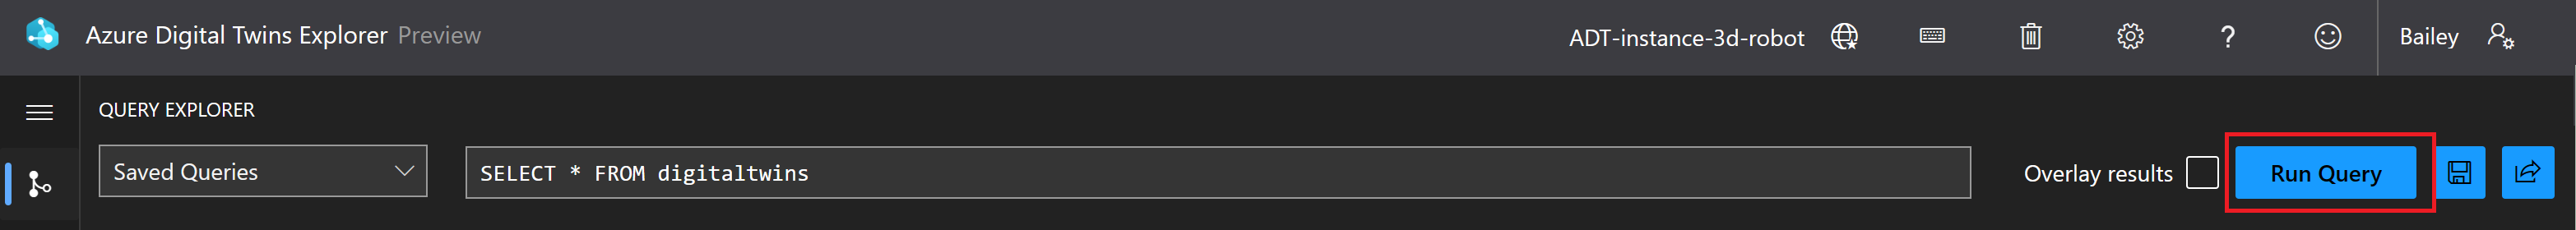 Azure Digital Twins Explorer Preview
ADT-instance-3d-robot
?
Bailey
QUERY EXPLORER
Saved Queries
SELECT * FROM digitaltwins
Overlay results
Run Query